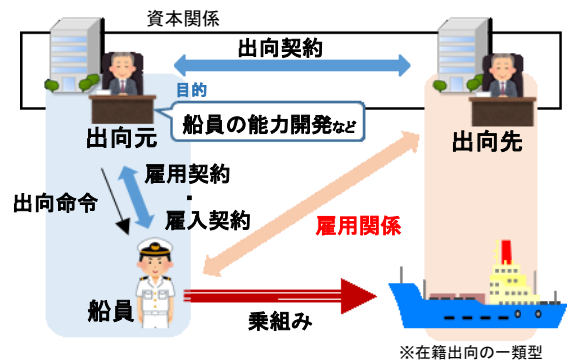 資本関係
出向契約
目的
船員の能力開発など
出向元
出向先
出向命令
雇用契約
・
雇入契約
雇用関係
船員
乗組み
※在籍出向の一類型